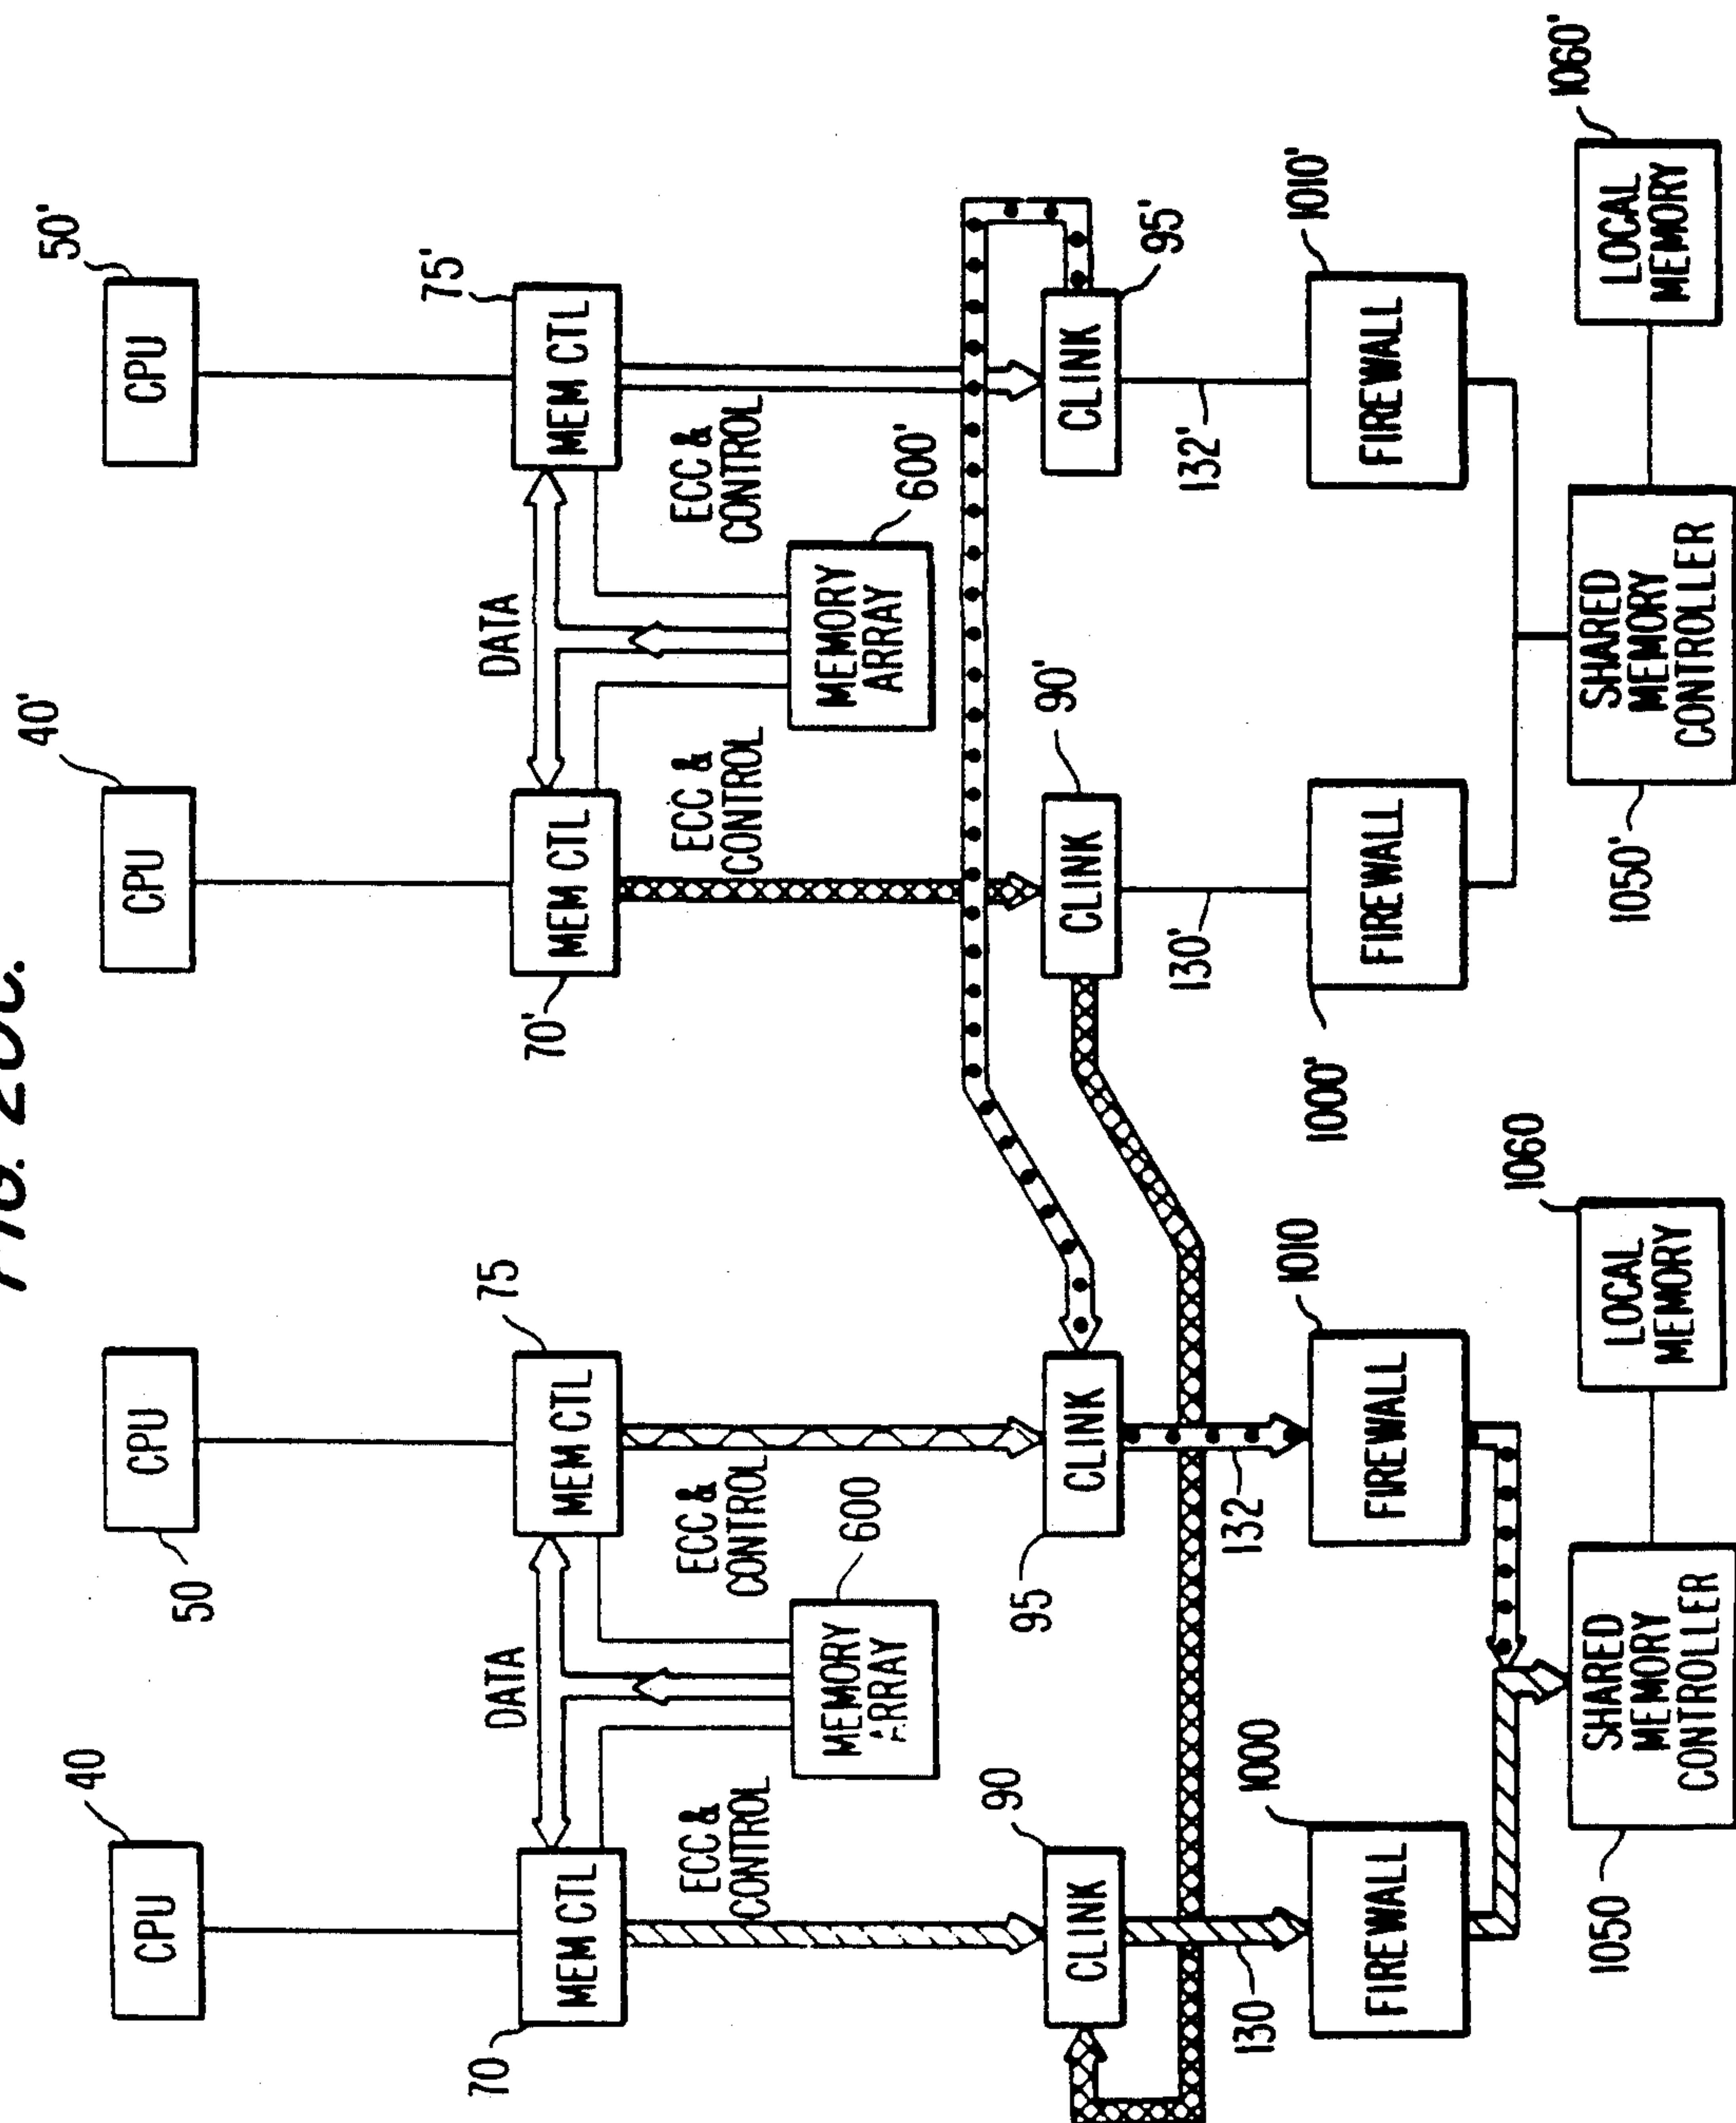 FIG. 20C.
40
CPU
50
CPU
40'
CPU
50'
CPU
70
MEM CTL
DATA
75
MEM CTL
70'
MEM CTL
DATA
75'
MEM CTL
ECC &
CONTROL
ECC &
CONTROL
ECC &
CONTROL
ECC &
CONTROL
600
MEMORY
ARRAY
600'
MEMORY
ARRAY
90
CLINK
95
CLINK
90'
CLINK
95'
CLINK
130
132
130'
132'
1000
FIREWALL
1010
FIREWALL
1000'
FIREWALL
1010'
FIREWALL
1050
SHARED
MEMORY
CONTROLLER
1060
LOCAL
MEMORY
1050'
SHARED
MEMORY
CONTROLLER
1060'
LOCAL
MEMORY